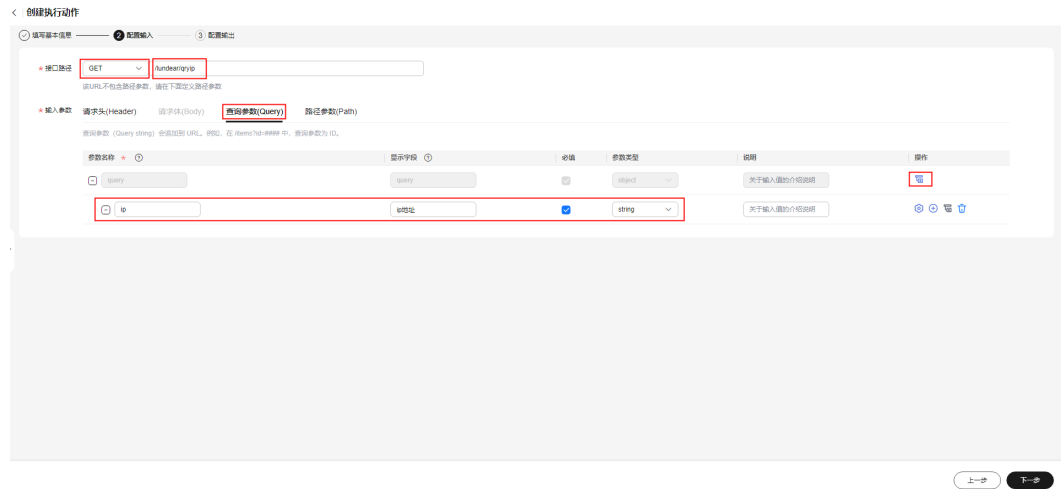 创建执行动作
填写基本信息 2 配置输入 3 配置输出
* 接口路径 GET /lundear/qryip
该URL不包含路径参数，请在下面定义路径参数
* 输入参数 请求头(Header) 请求体(Body) 查询参数(Query) 路径参数(Path)
查询参数（Query string）会追加到 URL。例如，在 /items?id=#### 中，查询参数为 ID。
参数名称 * 显示字段 必填 参数类型 说明 操作
query query object 关于输入值的介绍说明
ip ip地址 string 关于输入值的介绍说明
上一步 下一步